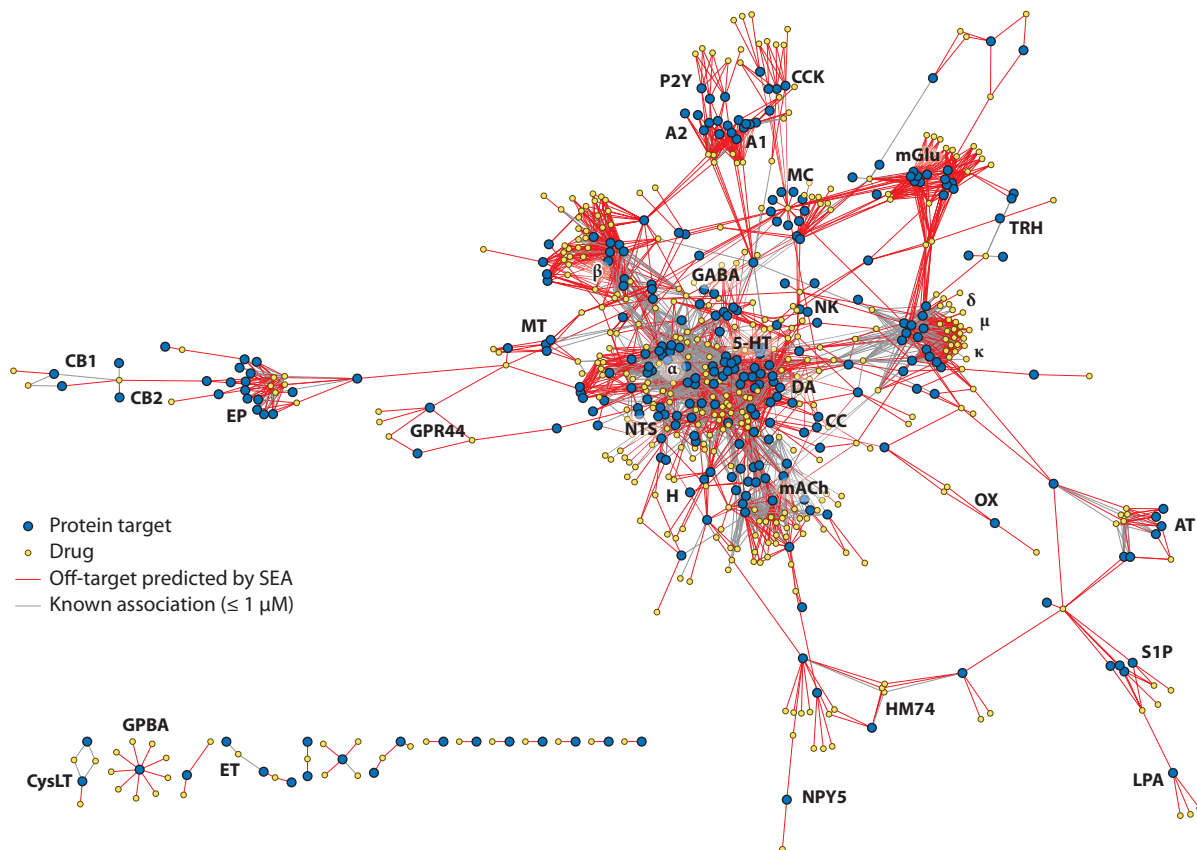 P2Y
CCK
A2
A1
mGlu
MC
TRH
β
GABA
δ
NK
μ
MT
5-HT
κ
CB1
α
DA
CB2
EP
GPR44
NTS
CC
H
mACh
OX
AT
Protein target
Drug
Off-target predicted by SEA
Known association (≤ 1 μM)
S1P
HM74
GPBA
ET
CysLT
LPA
NPY5